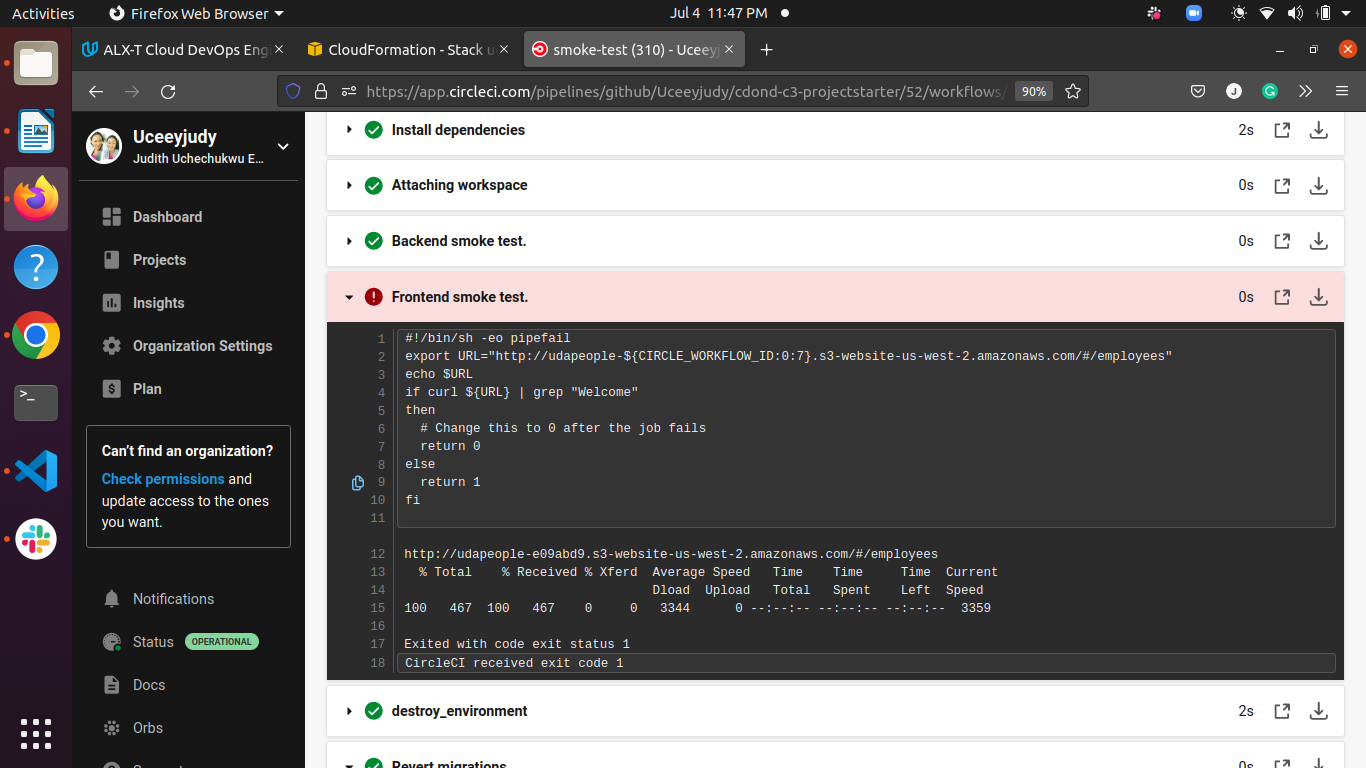 Activities
Firefox Web Browser
Jul 4 11:47 PM
ALX-T Cloud DevOps Eng
CloudFormation - Stack u
smoke-test (310) - Uceeyj
https://app.circleci.com/pipelines/github/Uceeyjudy/cdond-c3-projectstarter/52/workflows/
90%
J
G
Uceeyjudy
Judith Uchechukwu E...
Dashboard
Projects
Insights
Organization Settings
Plan
Can't find an organization?
Check permissions and
update access to the ones
you want.
Notifications
Status OPERATIONAL
Docs
Orbs
Install dependencies 2s
Attaching workspace 0s
Backend smoke test. 0s
Frontend smoke test. 0s
1 #!/bin/sh -eo pipefail
2 export URL="http://udapeople-${CIRCLE_WORKFLOW_ID:0:7}.s3-website-us-west-2.amazonaws.com/#/employees"
3 echo $URL
4 if curl ${URL} | grep "Welcome"
5 then
6 # Change this to 0 after the job fails
7 return 0
8 else
9 return 1
10 fi
11
12 http://udapeople-e09abd9.s3-website-us-west-2.amazonaws.com/#/employees
13 % Total % Received % Xferd Average Speed Time Time Time Current
14 Dload Upload Total Spent Left Speed
15 100 467 100 467 0 0 3344 0 --:--:-- --:--:-- --:--:-- 3359
16
17 Exited with code exit status 1
18 CircleCI received exit code 1
destroy_environment 2s
Revert migrations 0s